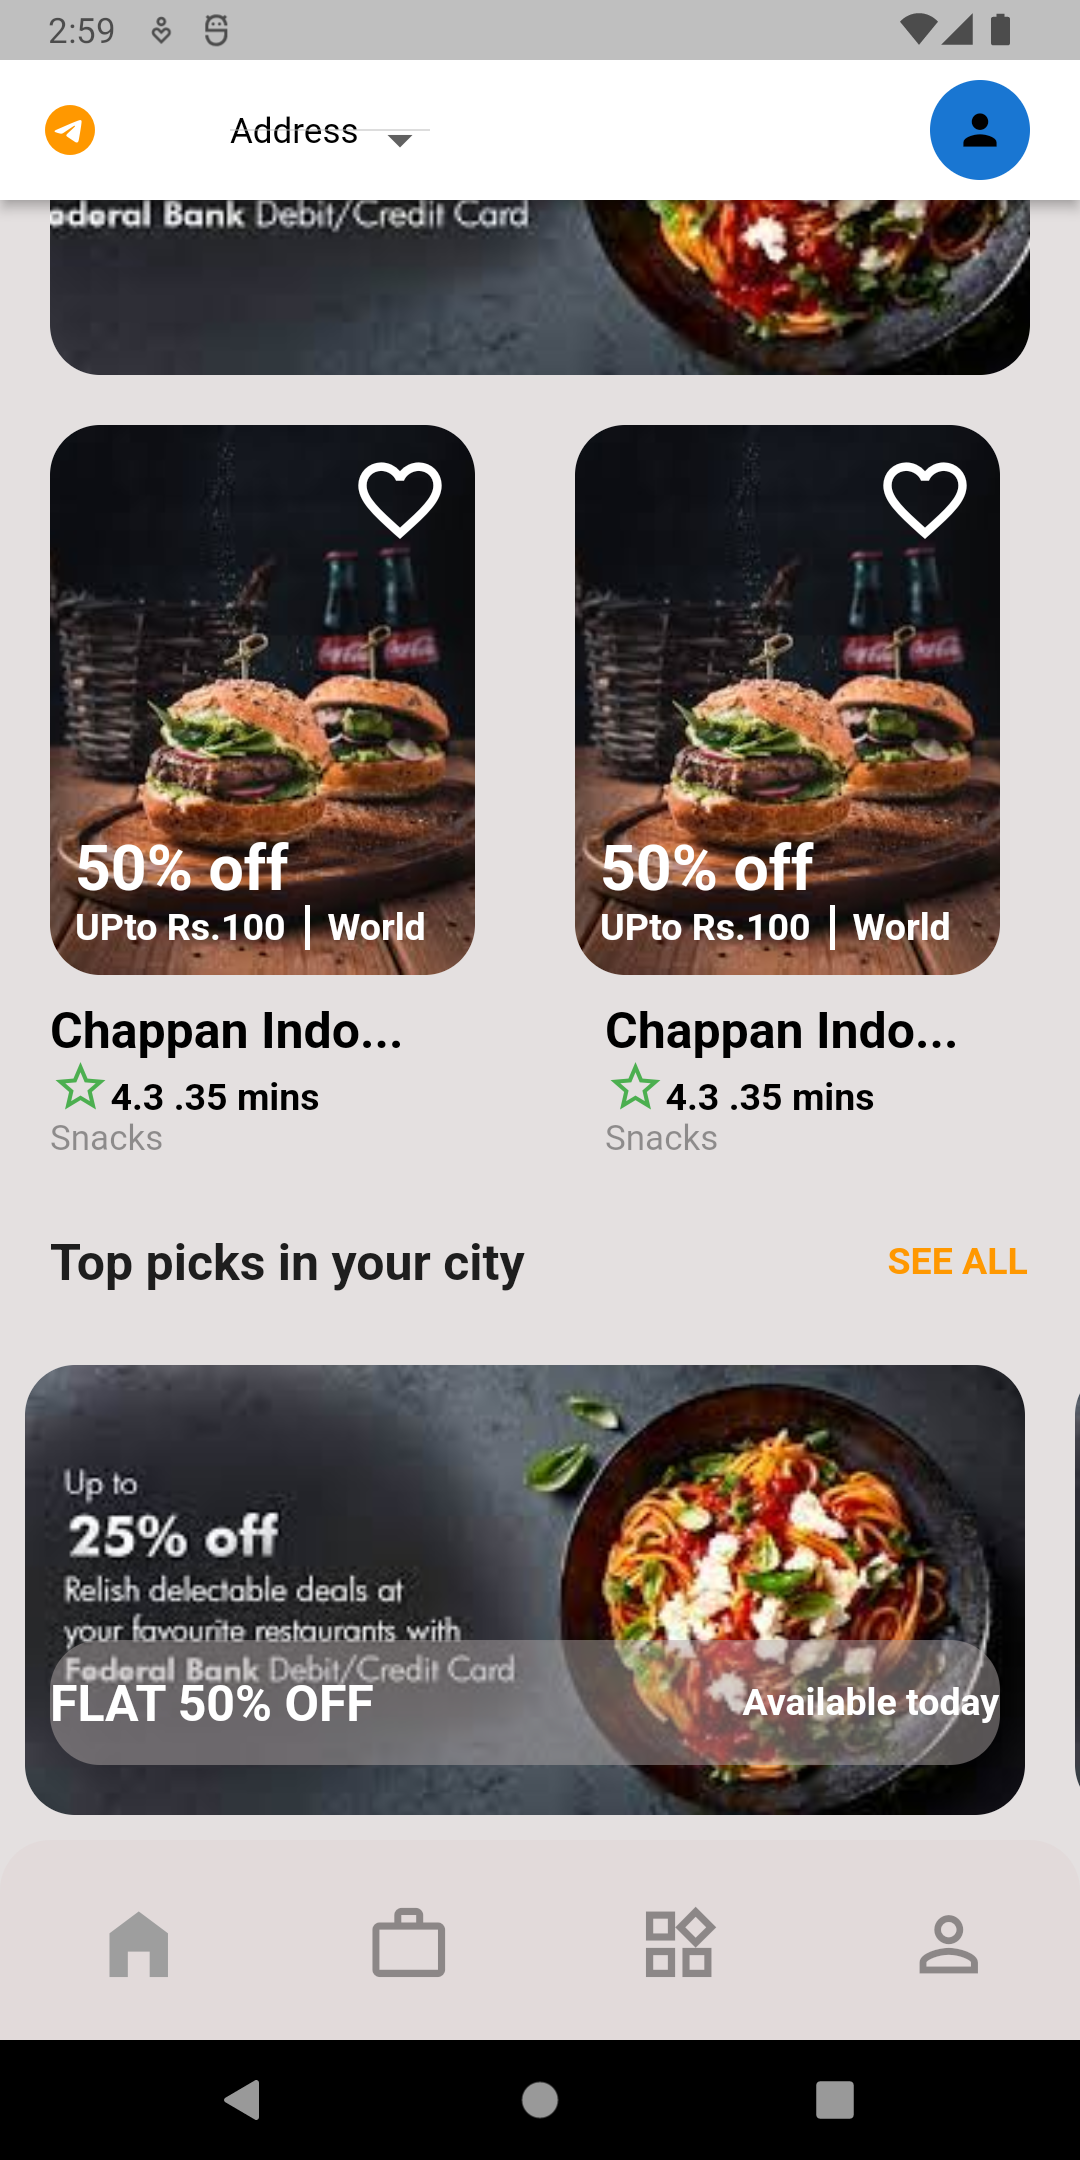 2:59
Address
ederal Bank Debit/Credit Card
50% off
UPto Rs.100 | World
50% off
UPto Rs.100 | World
Chappan Indo...
4.3 .35 mins
Snacks
Chappan Indo...
4.3 .35 mins
Snacks
Top picks in your city
SEE ALL
Up to
25% off
Relish delectable deals at
your favourite restaurants with
Federal Bank Debit/Credit Card
FLAT 50% OFF
Available today